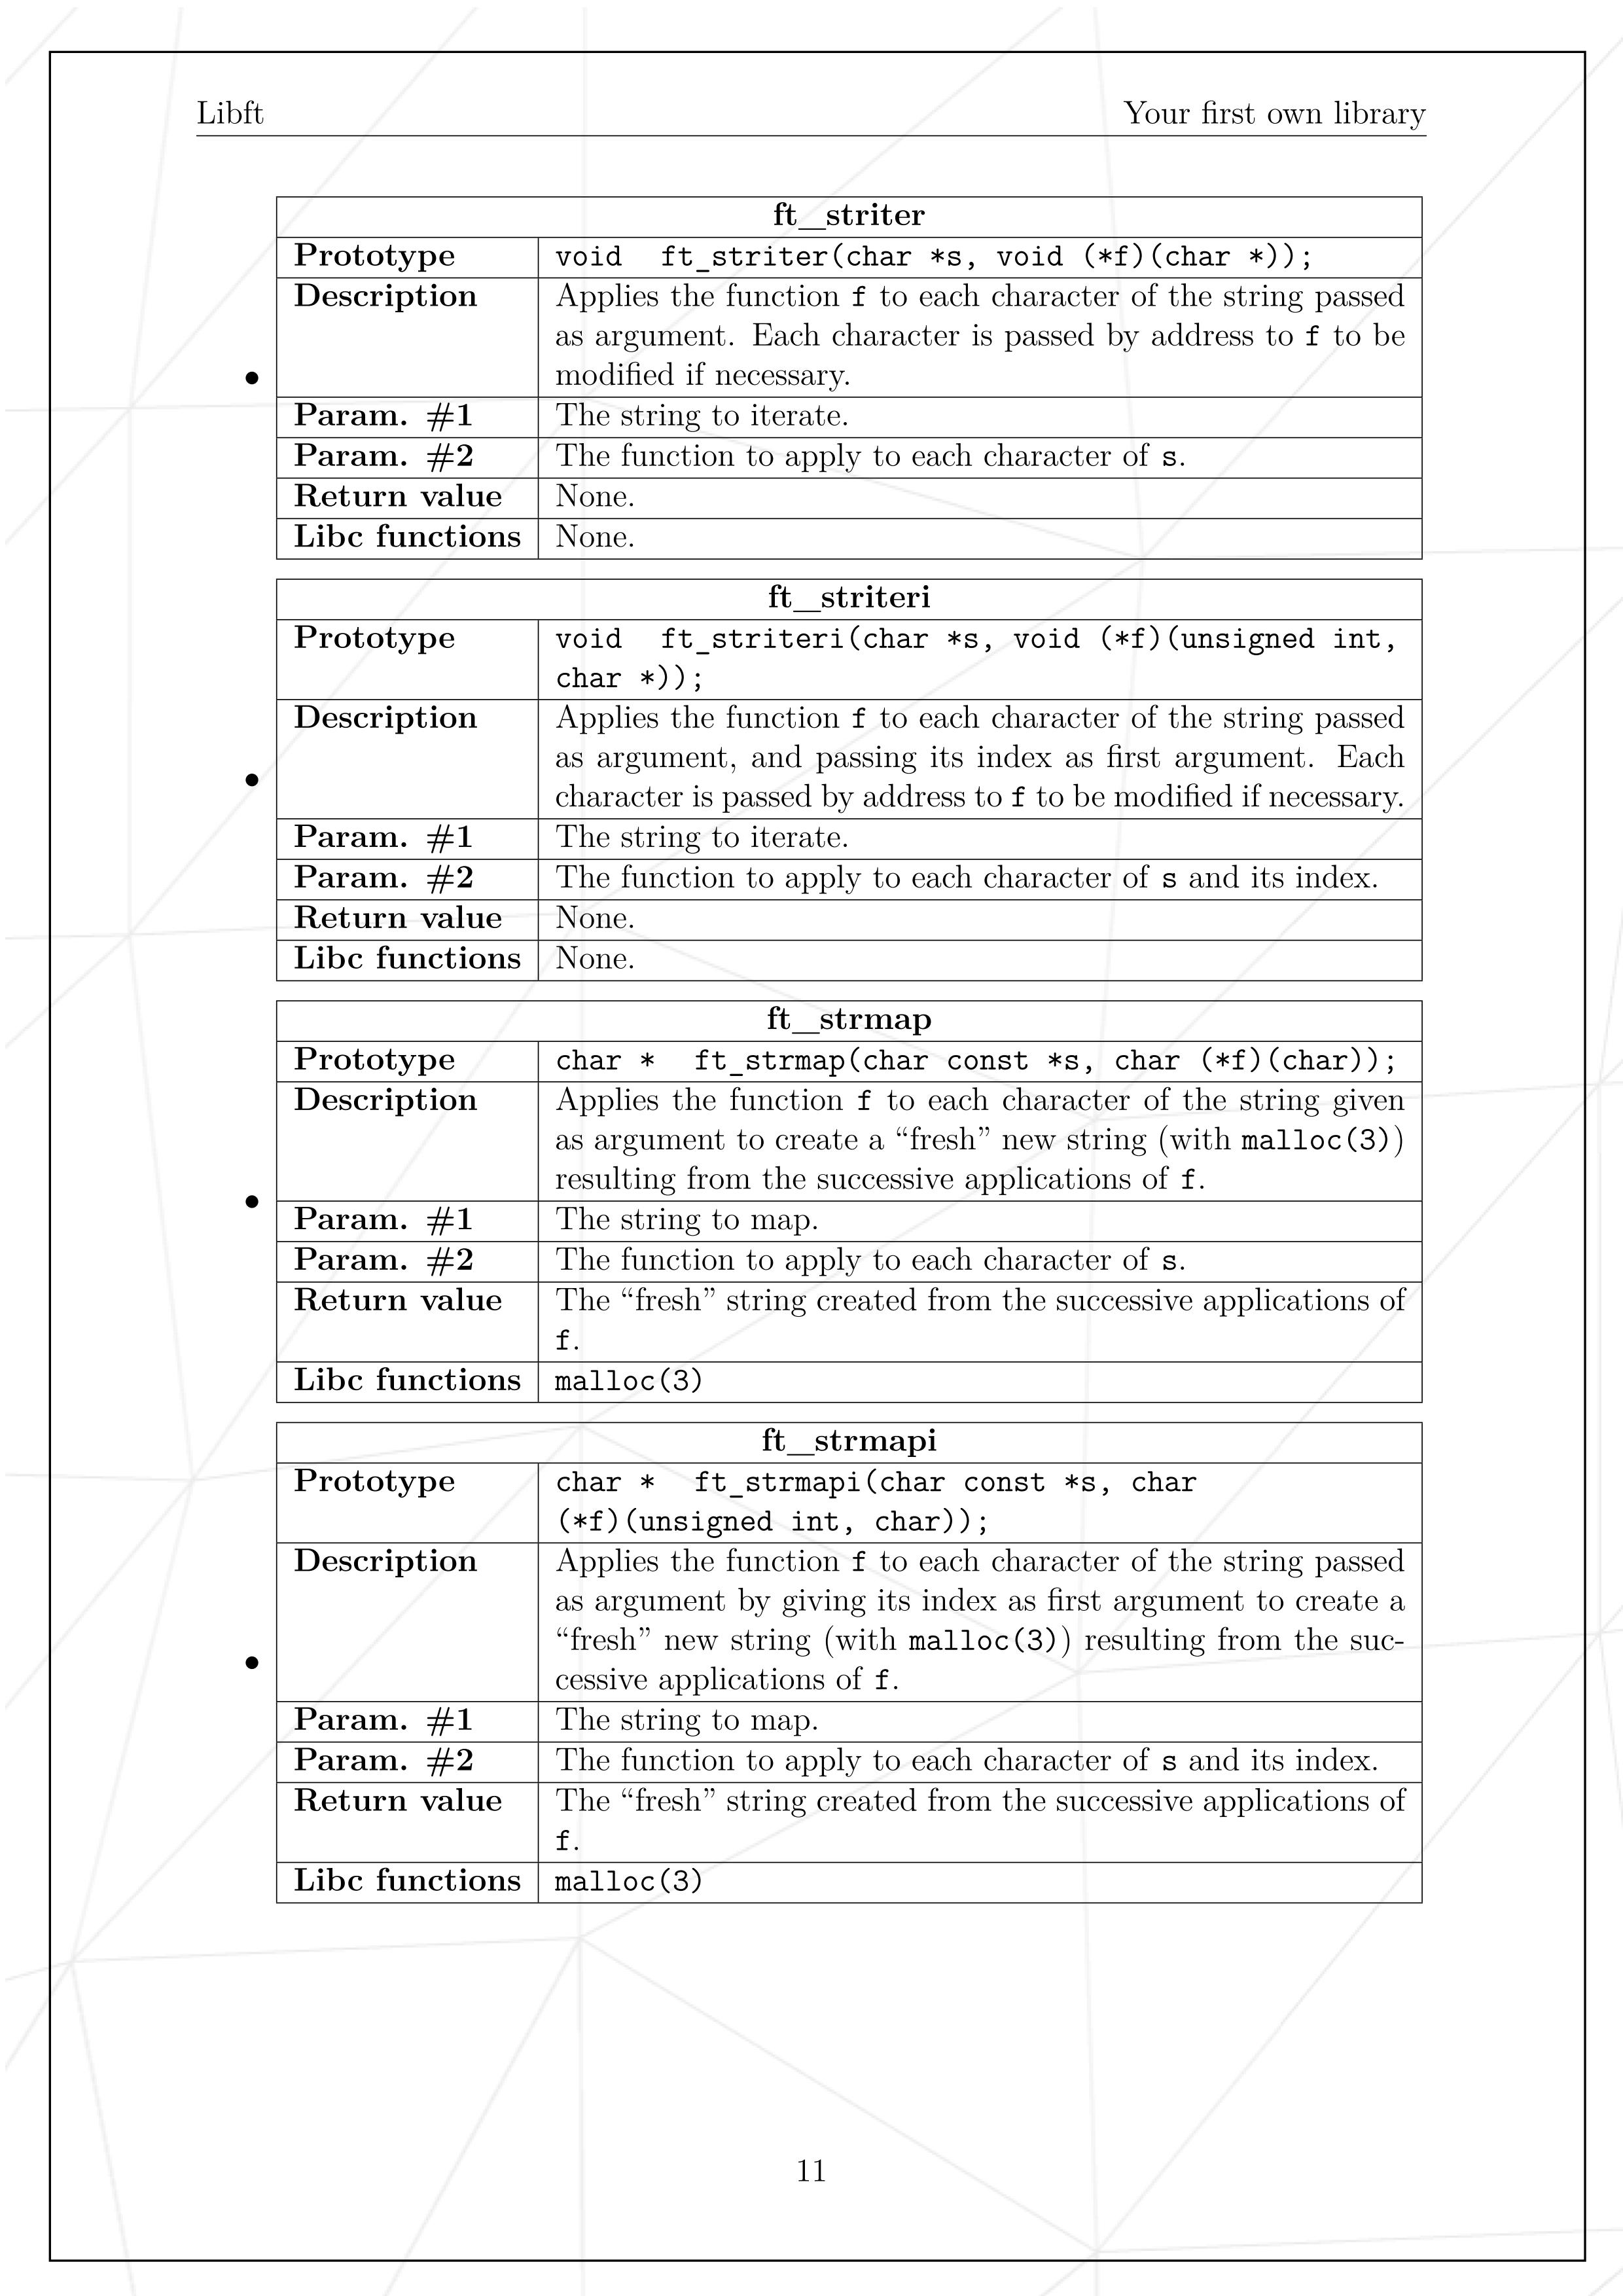 Libft
Your first own library
ft_striter
Prototype
void ft_striter(char *s, void (*f)(char *));
Description
Applies the function f to each character of the string passed
as argument. Each character is passed by address to f to be
modified if necessary.
Param. #1
The string to iterate.
Param. #2
The function to apply to each character of s.
Return value
None.
Libc functions
None.
ft_striteri
Prototype
void ft_striteri(char *s, void (*f)(unsigned int,
char *));
Description
Applies the function f to each character of the string passed
as argument, and passing its index as first argument. Each
character is passed by address to f to be modified if necessary.
Param. #1
The string to iterate.
Param. #2
The function to apply to each character of s and its index.
Return value
None.
Libc functions
None.
ft_strmap
Prototype
char * ft_strmap(char const *s, char (*f)(char));
Description
Applies the function f to each character of the string given
as argument to create a “fresh” new string (with malloc(3))
resulting from the successive applications of f.
Param. #1
The string to map.
Param. #2
The function to apply to each character of s.
Return value
The “fresh” string created from the successive applications of
f.
Libc functions
malloc(3)
ft_strmapi
Prototype
char * ft_strmapi(char const *s, char
(*f)(unsigned int, char));
Description
Applies the function f to each character of the string passed
as argument by giving its index as first argument to create a
“fresh” new string (with malloc(3)) resulting from the suc-
cessive applications of f.
Param. #1
The string to map.
Param. #2
The function to apply to each character of s and its index.
Return value
The “fresh” string created from the successive applications of
f.
Libc functions
malloc(3)
11